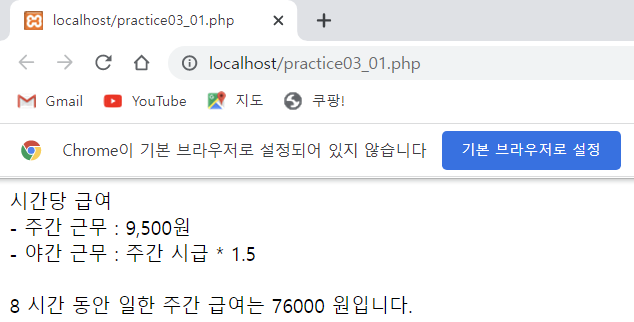 localhost/practice03_01.php
localhost/practice03_01.php
Gmail YouTube 지도 쿠팡!
Chrome이 기본 브라우저로 설정되어 있지 않습니다 기본 브라우저로 설정
시간당 급여
- 주간 근무 : 9,500원
- 야간 근무 : 주간 시급 * 1.5
8 시간 동안 일한 주간 급여는 76000 원입니다.